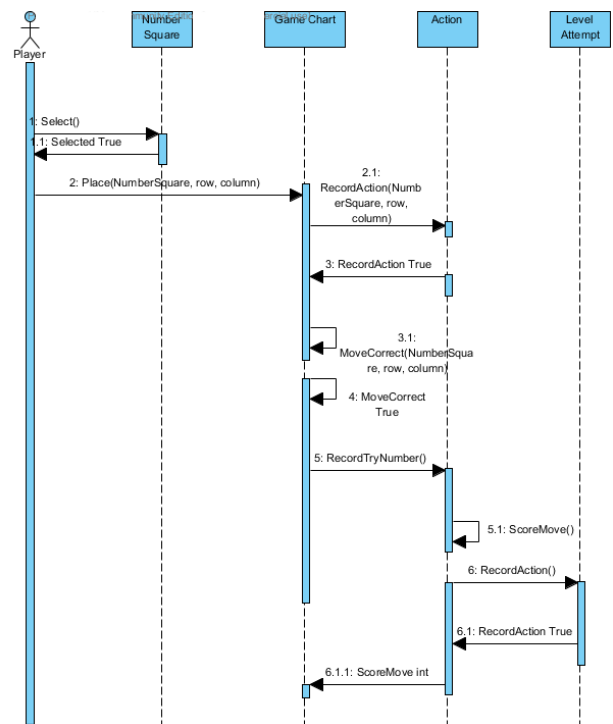 Player
Number
Square
Game Chart
Action
Level
Attempt
1: Select()
1.1: Selected True
2: Place(NumberSquare, row, column)
2.1:
RecordAction(Numb
erSquare, row,
column)
3: RecordAction True
3.1:
MoveCorrect(NumberSqua
re, row, column)
4: MoveCorrect
True
5: RecordTryNumber()
5.1: ScoreMove()
6: RecordAction()
6.1: RecordAction True
6.1.1: ScoreMove int